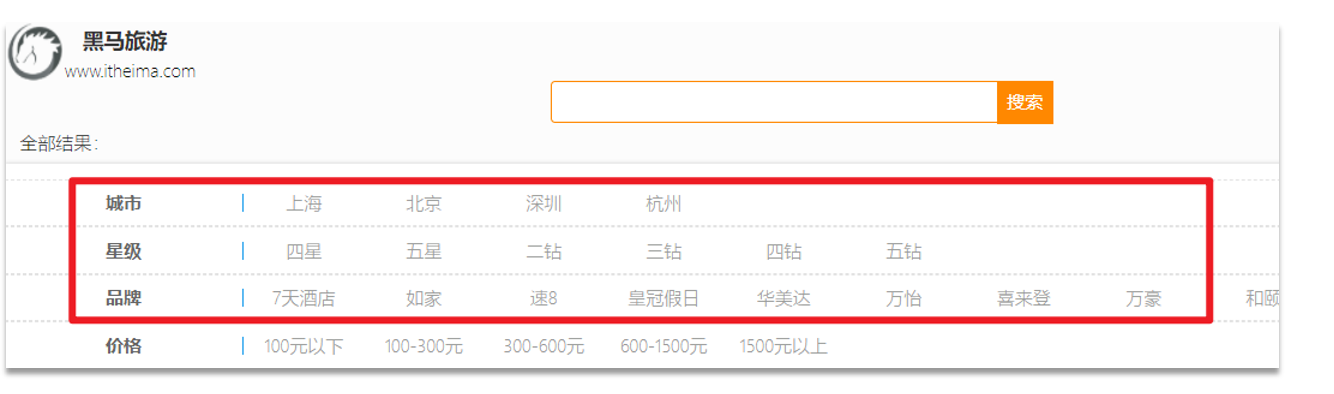 黑马旅游
www.itheima.com
搜索
全部结果:
城市 上海 北京 深圳 杭州
星级 四星 五星 二钻 三钻 四钻 五钻
品牌 7天酒店 如家 速8 皇冠假日 华美达 万怡 喜来登 万豪 和颐
价格 100元以下 100-300元 300-600元 600-1500元 1500元以上